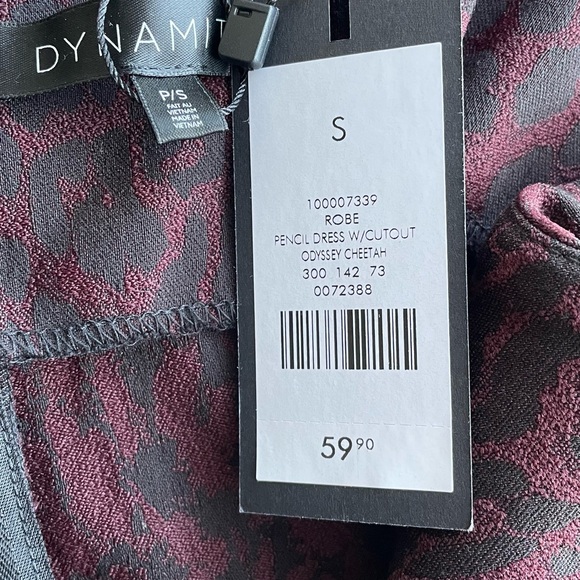 DYNAMIT
P/S
FAIT AU
VIETNAM
MADE IN
VIETNAM
S
100007339
ROBE
PENCIL DRESS W/CUTOUT
ODYSSEY CHEETAH
300 142 73
0072388
59.90